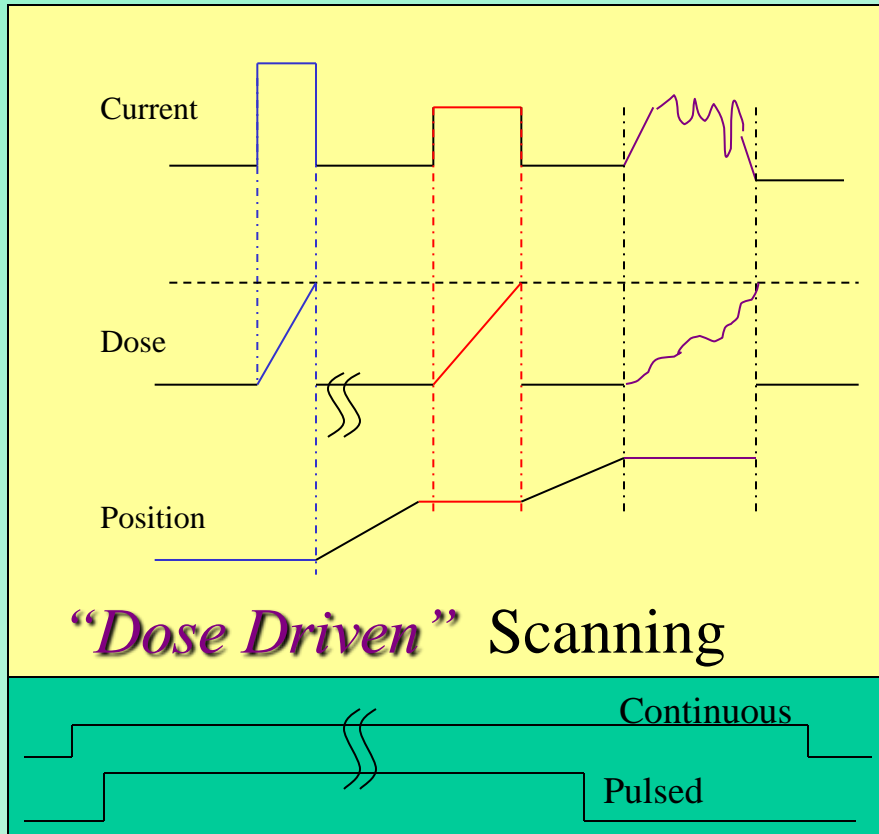 Current
Dose
Position
“Dose Driven” Scanning
Continuous
Pulsed